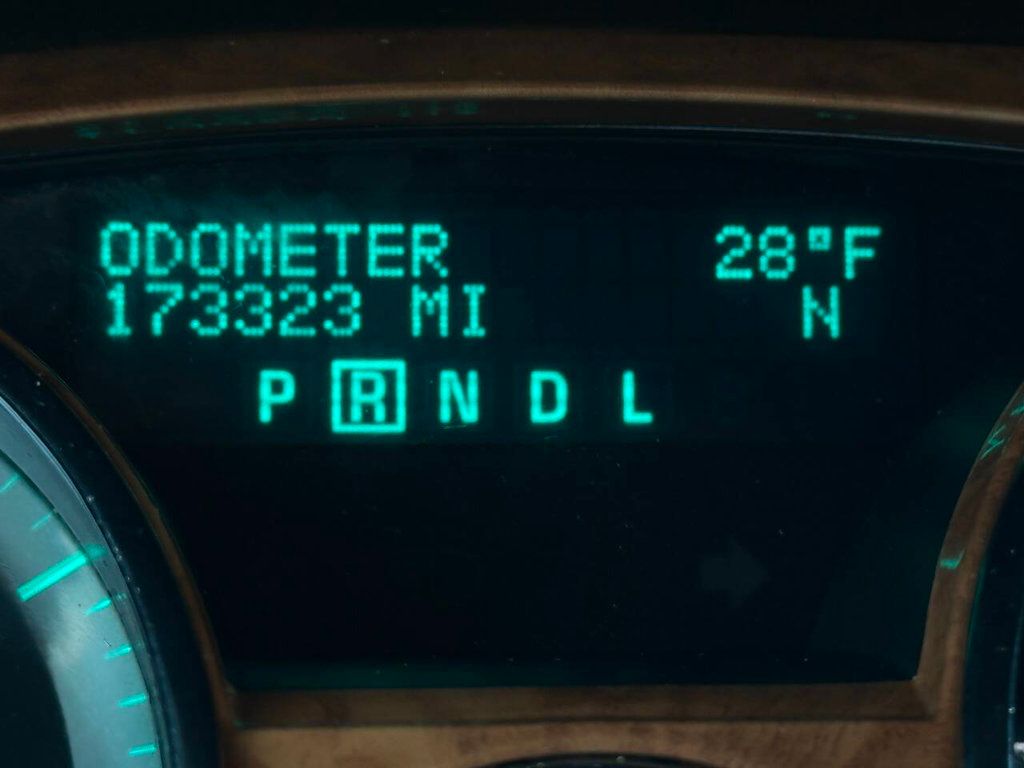 ODOMETER 28°F
173323 MI N
P R N D L